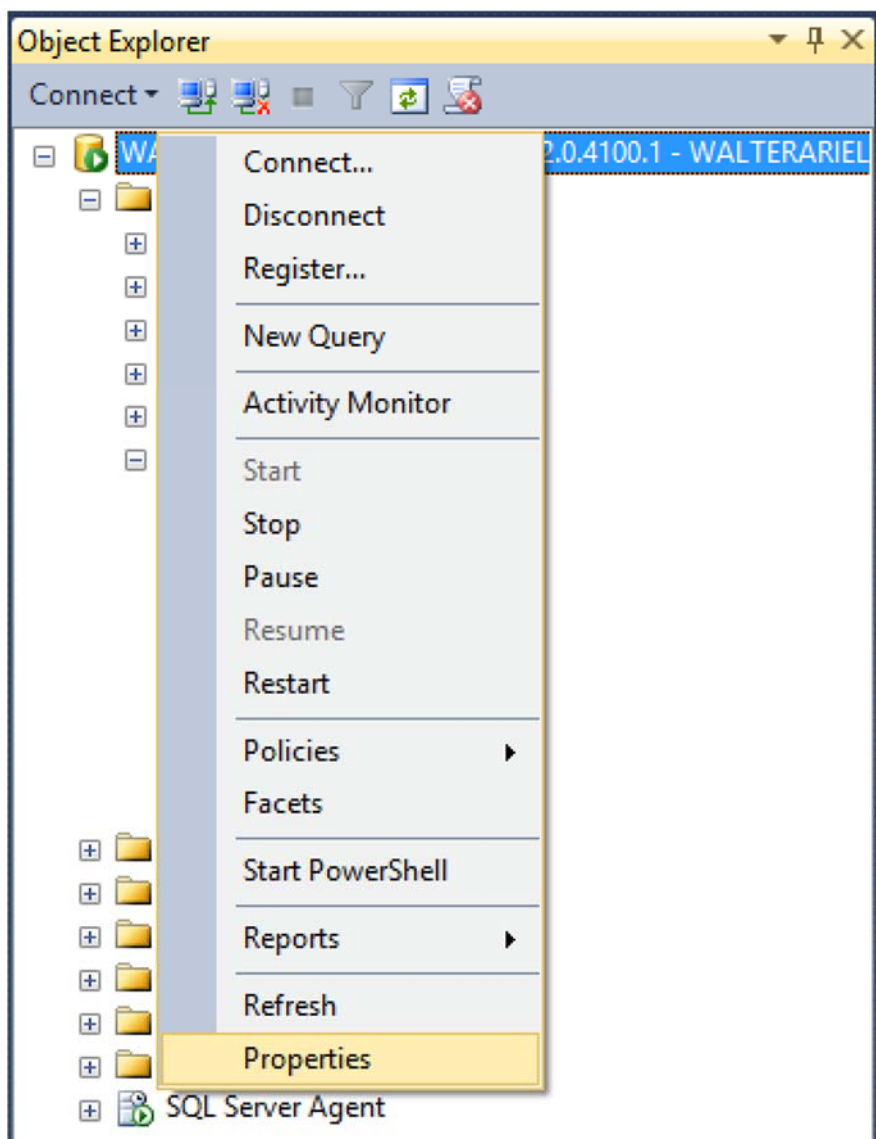 Object Explorer
Connect
WA 2.0.4100.1 - WALTERARIEL
Connect...
Disconnect
Register...
New Query
Activity Monitor
Start
Stop
Pause
Resume
Restart
Policies
Facets
Start PowerShell
Reports
Refresh
Properties
SQL Server Agent